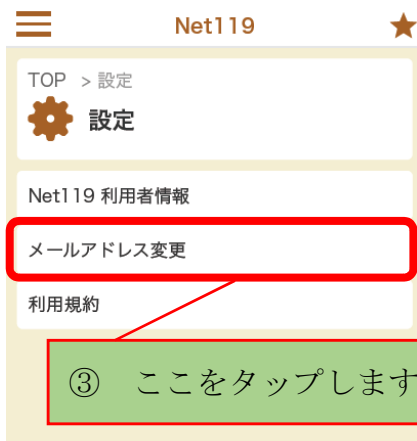 Net119
TOP > 設定
設定
Net119 利用者情報
メールアドレス変更
利用規約
③ ここをタップします